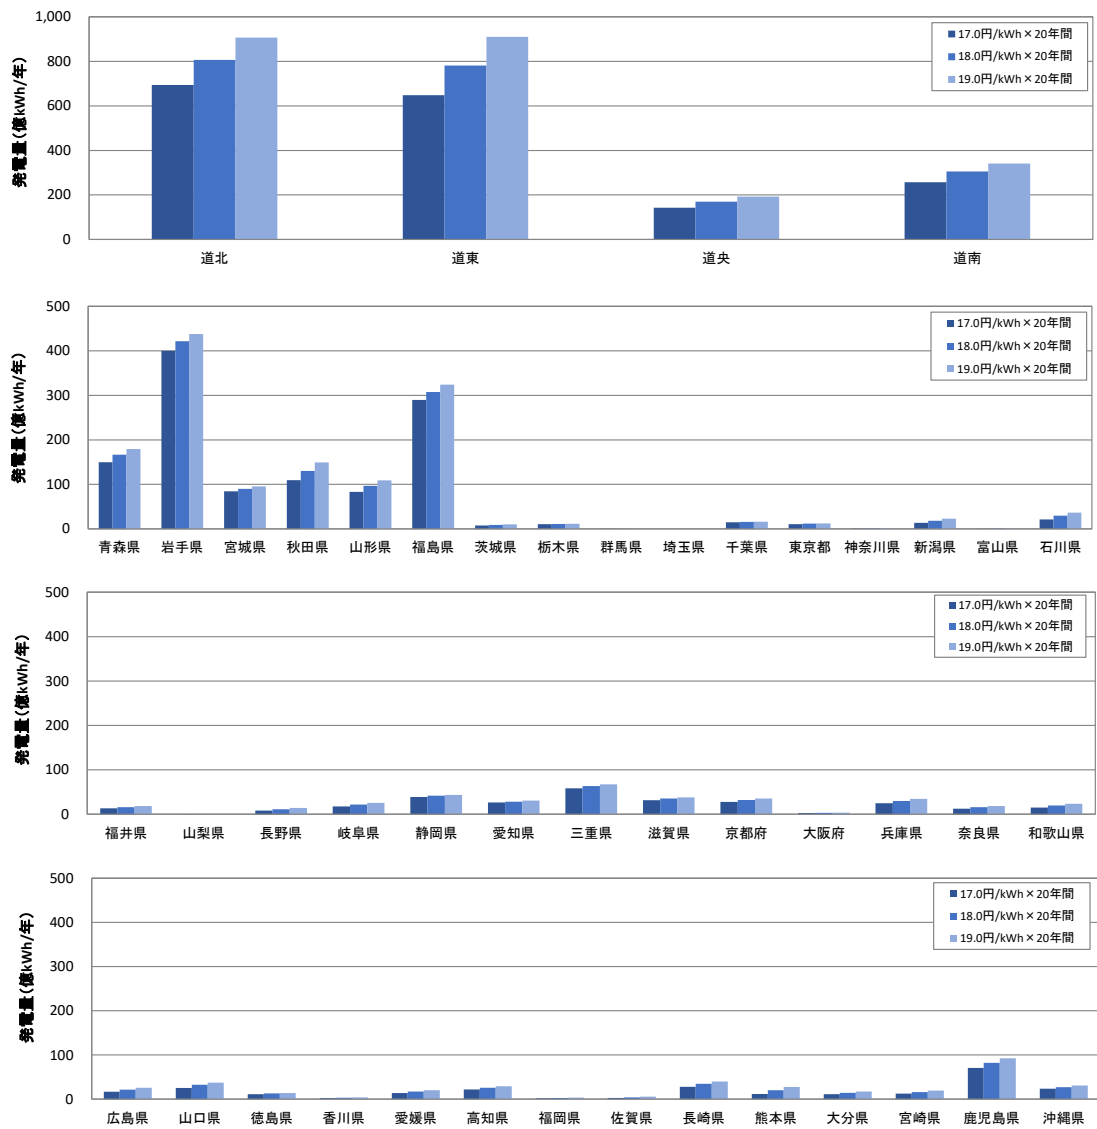 発電量(億kWh/年)
1,000
800
600
400
200
0
17.0円/kWh×20年間
18.0円/kWh×20年間
19.0円/kWh×20年間
道北 道東 道央 道南
発電量(億kWh/年)
500
400
300
200
100
0
17.0円/kWh×20年間
18.0円/kWh×20年間
19.0円/kWh×20年間
青森県 岩手県 宮城県 秋田県 山形県 福島県 茨城県 栃木県 群馬県 埼玉県 千葉県 東京都 神奈川県 新潟県 富山県 石川県
発電量(億kWh/年)
500
400
300
200
100
0
17.0円/kWh×20年間
18.0円/kWh×20年間
19.0円/kWh×20年間
福井県 山梨県 長野県 岐阜県 静岡県 愛知県 三重県 滋賀県 京都府 大阪府 兵庫県 奈良県 和歌山県
発電量(億kWh/年)
500
400
300
200
100
0
17.0円/kWh×20年間
18.0円/kWh×20年間
19.0円/kWh×20年間
広島県 山口県 徳島県 香川県 愛媛県 高知県 福岡県 佐賀県 長崎県 熊本県 大分県 宮崎県 鹿児島県 沖縄県